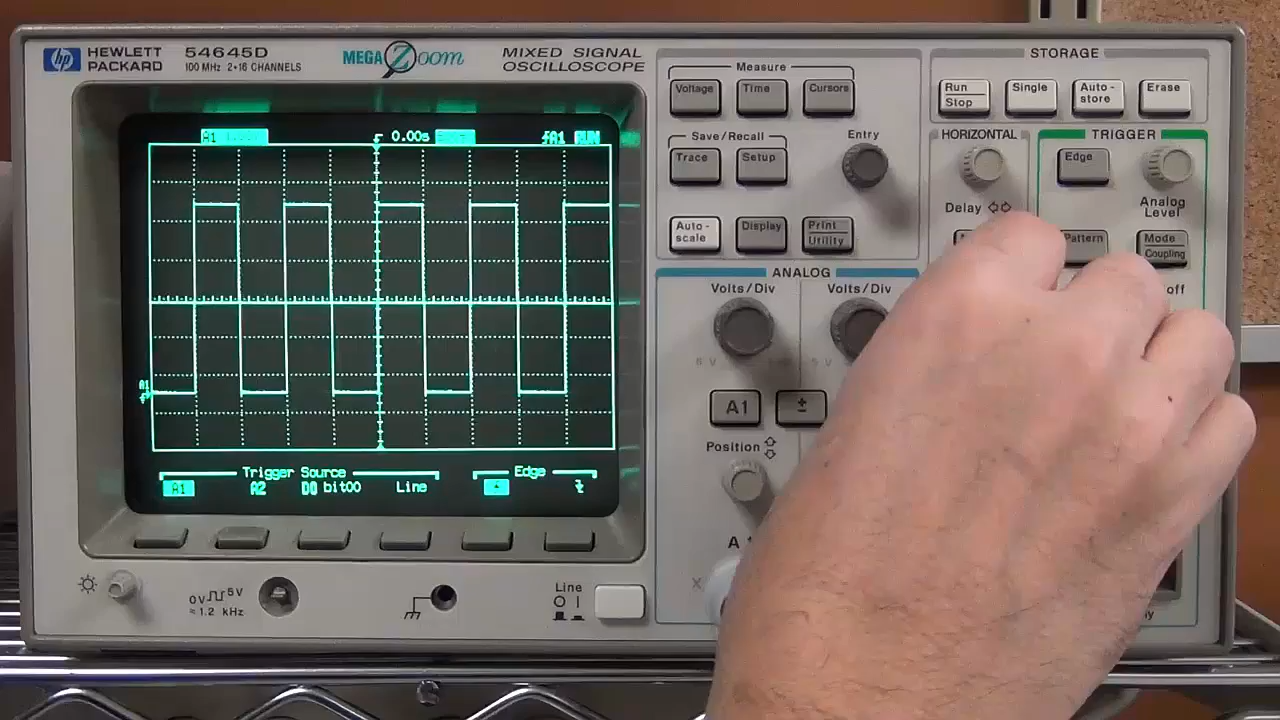 hp HEWLETT PACKARD
54645D
100 MHz 2+16 CHANNELS
MEGA Zoom
MIXED SIGNAL
OSCILLOSCOPE
A1
0.00s
A1 RUN
A1
Trigger Source
Edge
A1 A2 D0 bit00 Line
0V 5V
≈1.2 kHz
Line
O I
Measure
Voltage Time Cursors
Save/Recall
Trace Setup
Entry
Auto-
scale
Display
Print
Utility
STORAGE
Run
Stop
Single
Auto-
store
Erase
HORIZONTAL
Delay
TRIGGER
Edge
Analog
Level
Pattern
Mode
Coupling
off
ANALOG
Volts/Div Volts/Div
5 V
A1 ±
Position
A
X